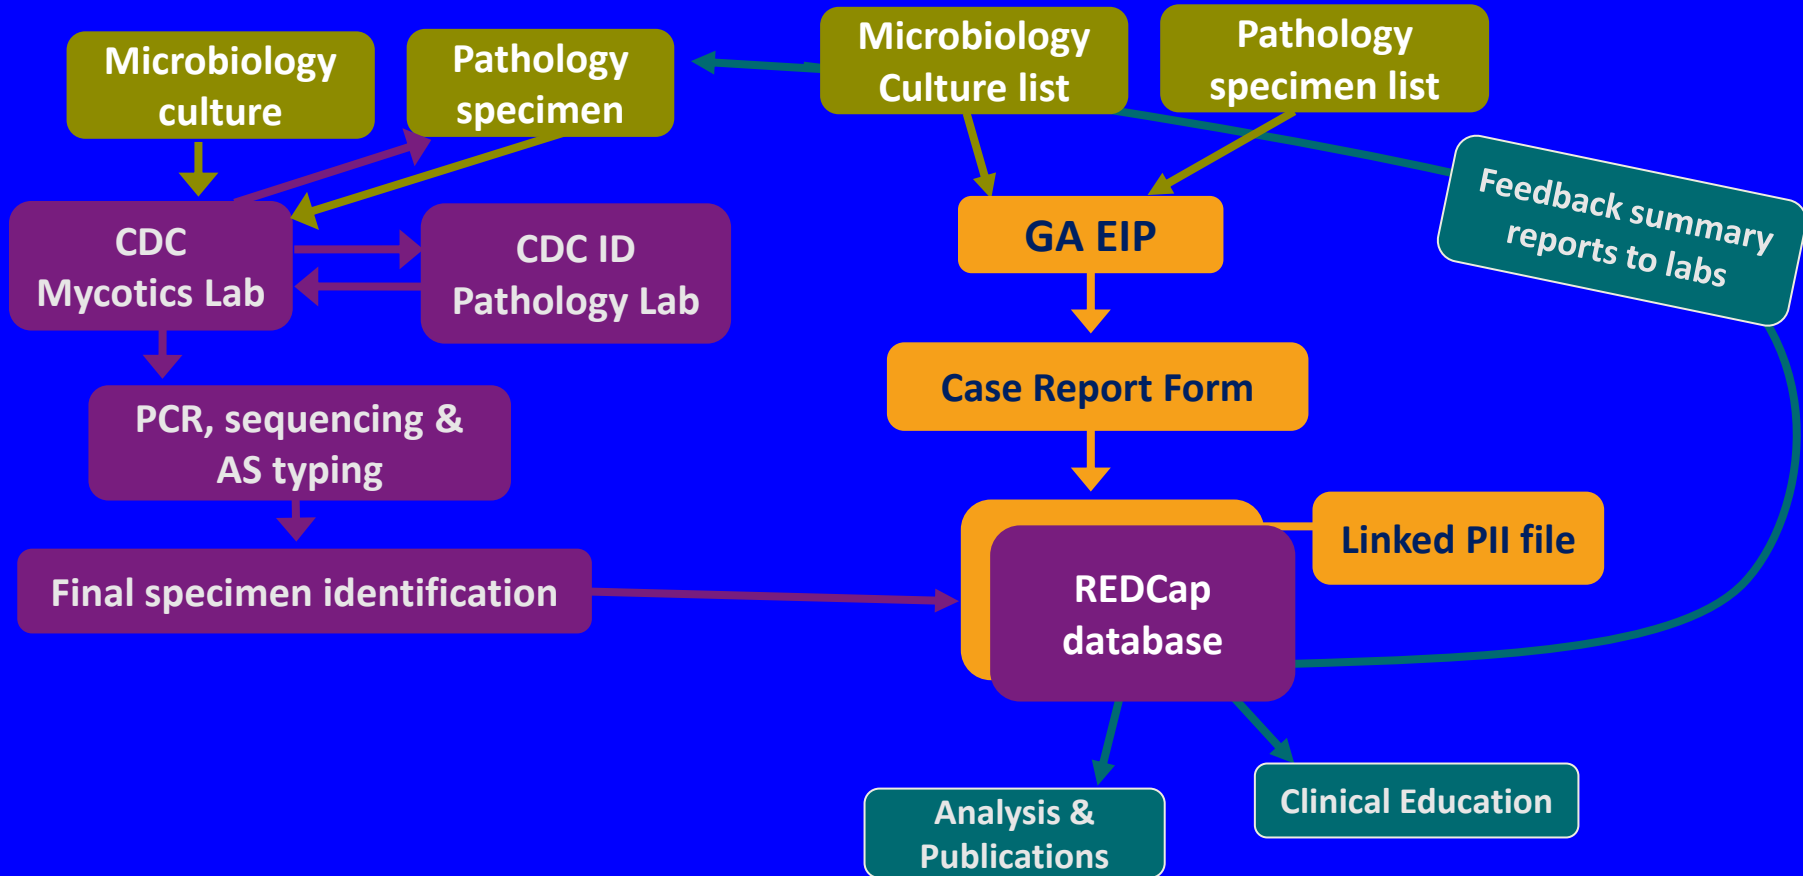 Microbiology
culture
Pathology
specimen
Microbiology
Culture list
Pathology
specimen list
Feedback summary
reports to labs
CDC
Mycotics Lab
CDC ID
Pathology Lab
GA EIP
Case Report Form
PCR, sequencing &
AS typing
Linked PII file
Final specimen identification
REDCap
database
Analysis &
Publications
Clinical Education